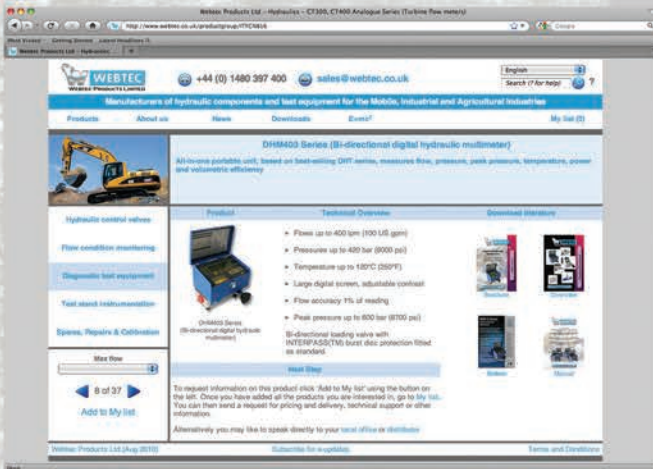 Webtec Products Ltd - Hydraulics - CT300, CT400 Analogue Series (Turbine flow meters)
Google
Most Visited Getting Started Latest Headlines
Webtec Products Ltd - Hydraulics
WEBTEC
WEBTEC PRODUCTS LIMITED
+44 (0) 1480 397 400
sales@webtec.co.uk
English
Search (? for help)
?
Manufacturers of hydraulic components and test equipment for the Mobile, Industrial and Agricultural industries
Products
About us
News
Downloads
My list (0)
DHM403 Series (Bi-directional digital hydraulic multimeter)
All-in-one portable unit, based on best-selling DHT series, measures flow, pressure, peak pressure, temperature, power
and volumetric efficiency
Hydraulic control valves
Flow condition monitoring
Diagnostic test equipment
Test stand instrumentation
Spares, Repairs & Calibration
Max flow
8 of 37
Add to My list
Product
Technical Overview
Download literature
DHM403 Series
(Bi-directional digital hydraulic
multimeter)
Flows up to 400 lpm (100 US gpm)
Pressures up to 420 bar (6000 psi)
Temperature up to 120°C (250°F)
Large digital screen, adjustable contrast
Flow accuracy 1% of reading
Peak pressure up to 600 bar (8700 psi)
Bi-directional loading valve with
INTERPASS(TM) burst disc protection fitted
as standard
Brochure
Overview
Bulletin
Manual
Next Step
To request information on this product click 'Add to My list' using the button on
the left. Once you have added all the products you are interested in, go to My list.
You can then send a request for pricing and delivery, technical support or other
information.
Alternatively you may like to speak directly to your local office or distributor
Webtec Products Ltd (Aug 2010)
Subscribe for e-updates
Terms and Conditions